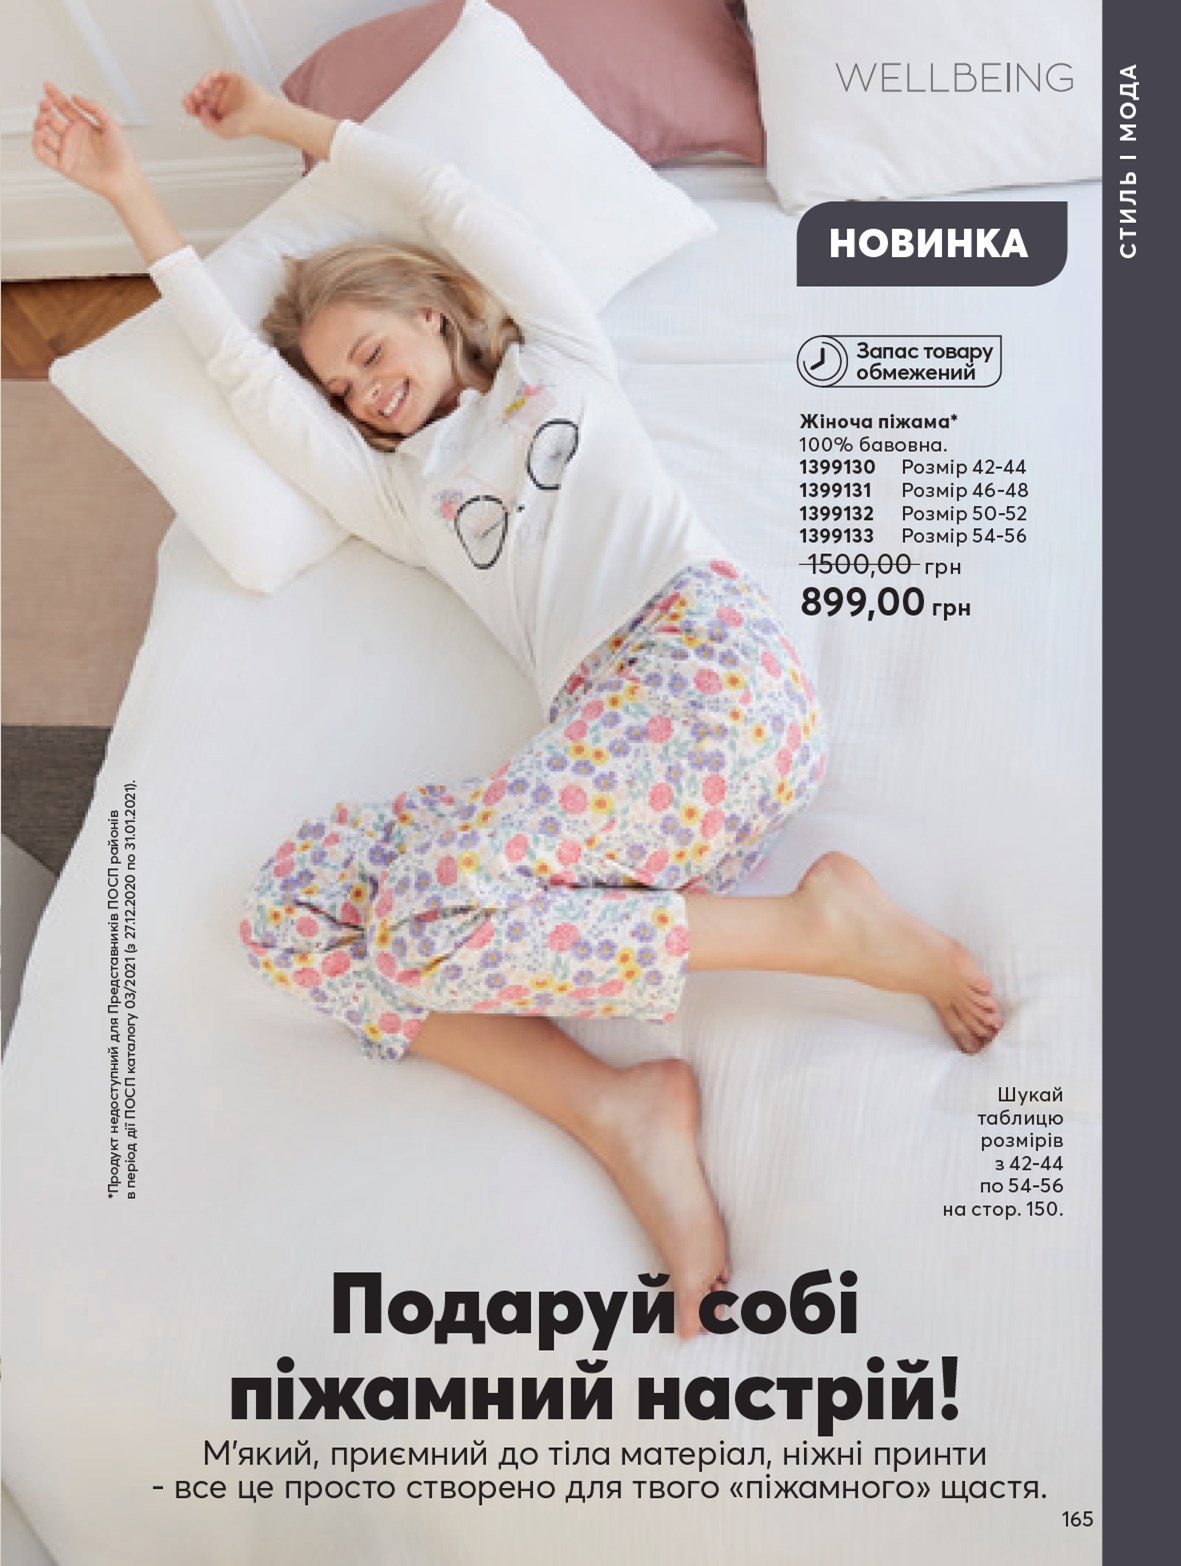 WELLBEING
СТИЛЬ І МОДА
НОВИНКА
Запас товару
обмежений
Жіноча піжама*
100% бавовна.
1399130 Розмір 42-44
1399131 Розмір 46-48
1399132 Розмір 50-52
1399133 Розмір 54-56
1500,00 грн
899,00 грн
*Продукт недоступний для Представників ПОСП районів
в період дії ПОСП каталогу 03/2021 (з 27.12.2020 по 31.01.2021).
Шукай
таблицю
розмірів
з 42-44
по 54-56
на стор. 150.
Подаруй собі
піжамний настрій!
М'який, приємний до тіла матеріал, ніжні принти
- все це просто створено для твого «піжамного» щастя.
165